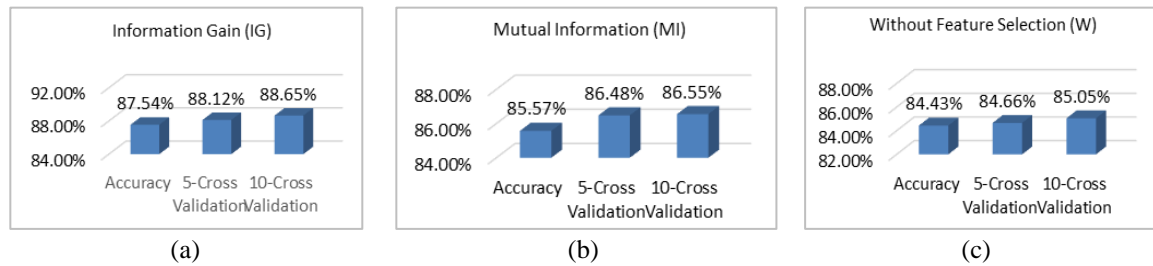 Information Gain (IG)
92.00%
88.00%
84.00%
87.54% 88.12% 88.65%
Accuracy 5-Cross 10-Cross
Validation Validation
(a)
Mutual Information (MI)
88.00%
86.00%
84.00%
85.57% 86.48% 86.55%
Accuracy 5-Cross 10-Cross
Validation Validation
(b)
Without Feature Selection (W)
88.00%
86.00%
84.00%
82.00%
84.43% 84.66% 85.05%
Accuracy 5-Cross 10-Cross
Validation Validation
(c)